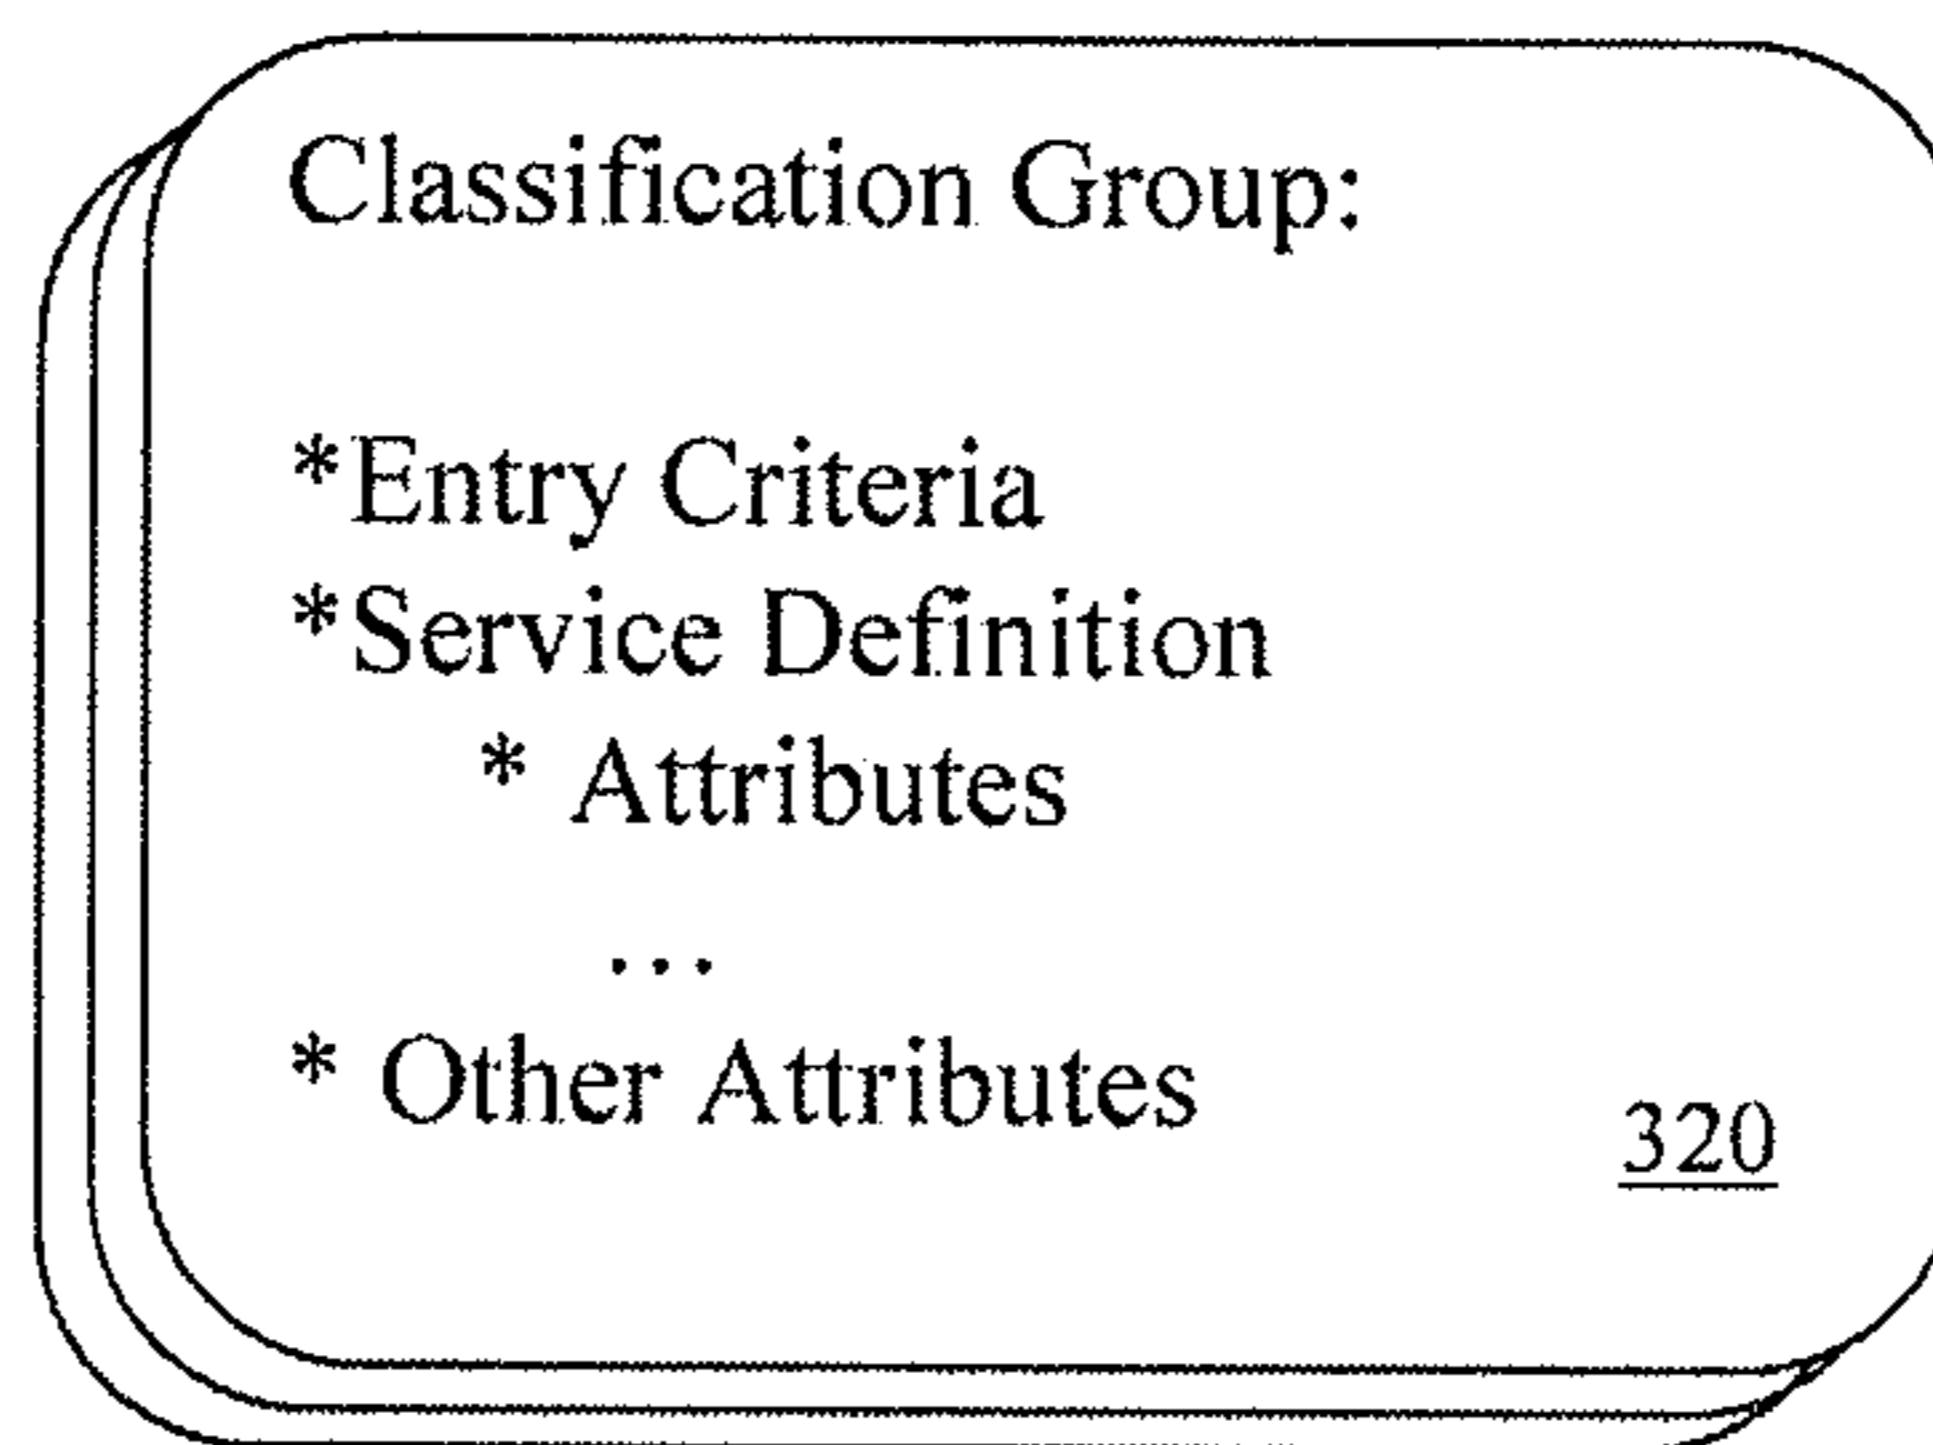 Classification Group:
*Entry Criteria
*Service Definition
* Attributes
...
* Other Attributes
320